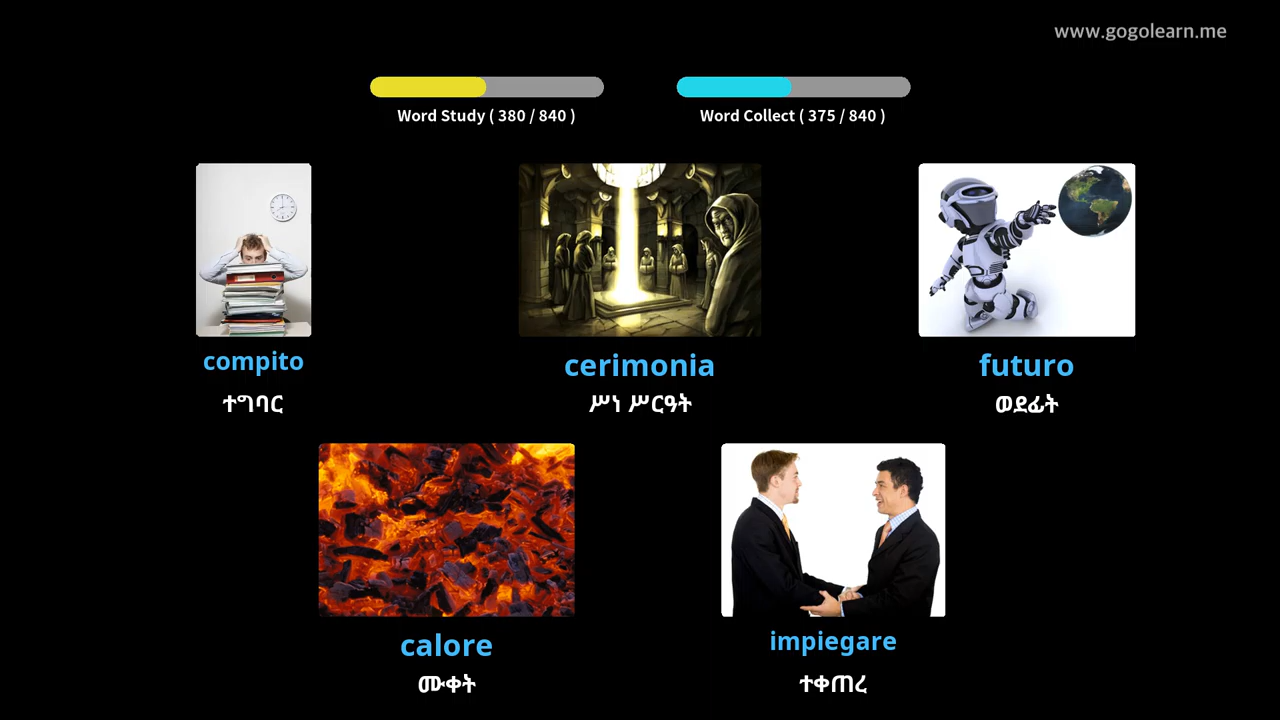 www.gogolearn.me
Word Study ( 380 / 840 )
Word Collect ( 375 / 840 )
compito
ተግባር
cerimonia
ሥነ ሥርዓት
futuro
ወደፊት
calore
ሙቀት
impiegare
ተቀጠረ